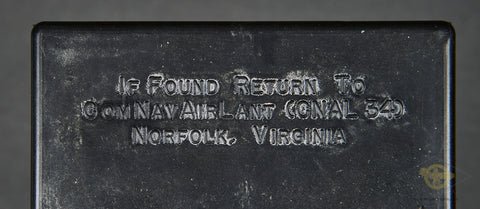 If Found Return To
ComNavAirLant (CNAL 34)
Norfolk, Virginia